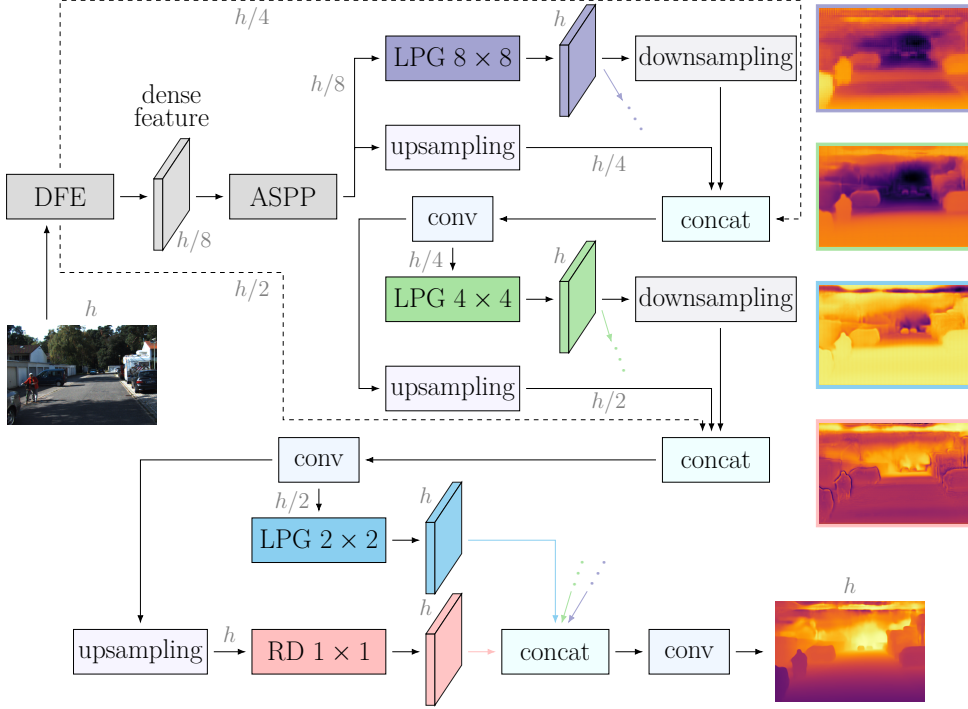 h/4
h
LPG 8 × 8
downsampling
h/8
dense
feature
upsampling
h/4
DFE
ASPP
h/8
conv
concat
h/4
h/2
h
LPG 4 × 4
downsampling
h
upsampling
h/2
conv
concat
h/2
h
LPG 2 × 2
h
h
upsampling
h
RD 1 × 1
concat
conv